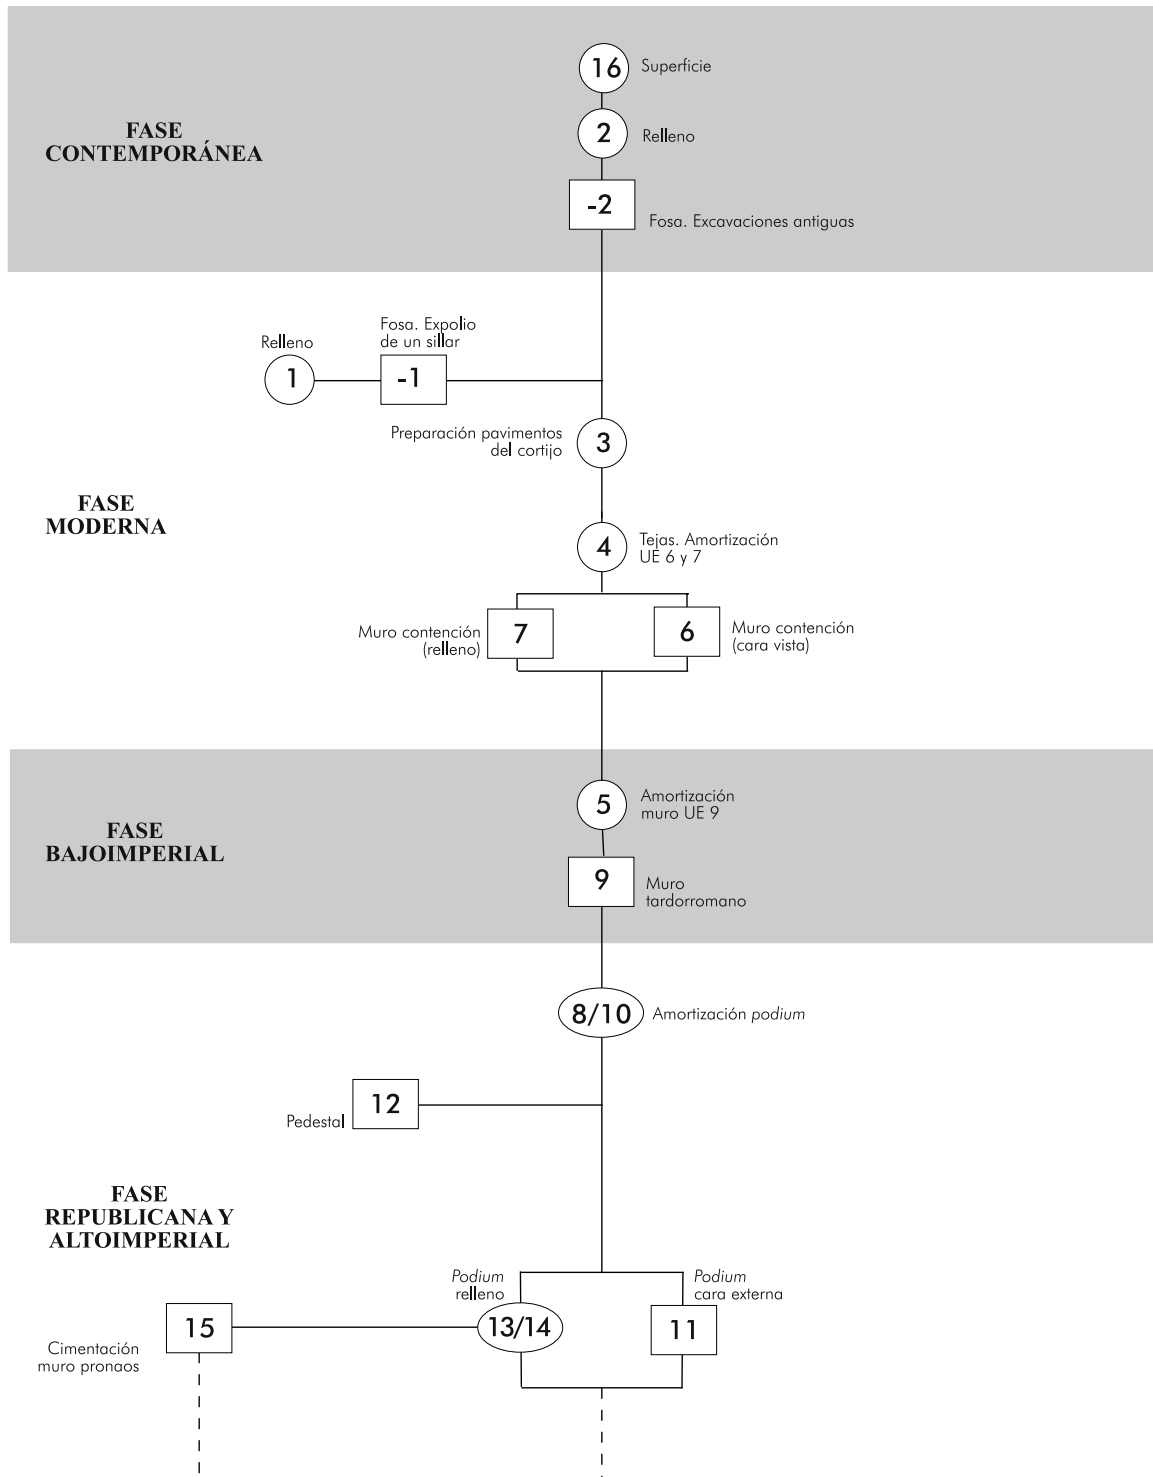 16
Superficie
FASE
CONTEMPORÁNEA
2
Relleno
-2
Fosa. Excavaciones antiguas
Relleno
Fosa. Expolio
de un sillar
1
-1
Preparación pavimentos
del cortijo
3
FASE
MODERNA
4
Tejas. Amortización
UE 6 y 7
Muro contención
(relleno)
7
6
Muro contención
(cara vista)
5
Amortización
muro UE 9
FASE
BAJOIMPERIAL
9
Muro
tardorromano
8/10
Amortización podium
12
Pedestal
FASE
REPUBLICANA Y
ALTOIMPERIAL
Podium
relleno
Podium
cara externa
15
13/14
11
Cimentación
muro pronaos